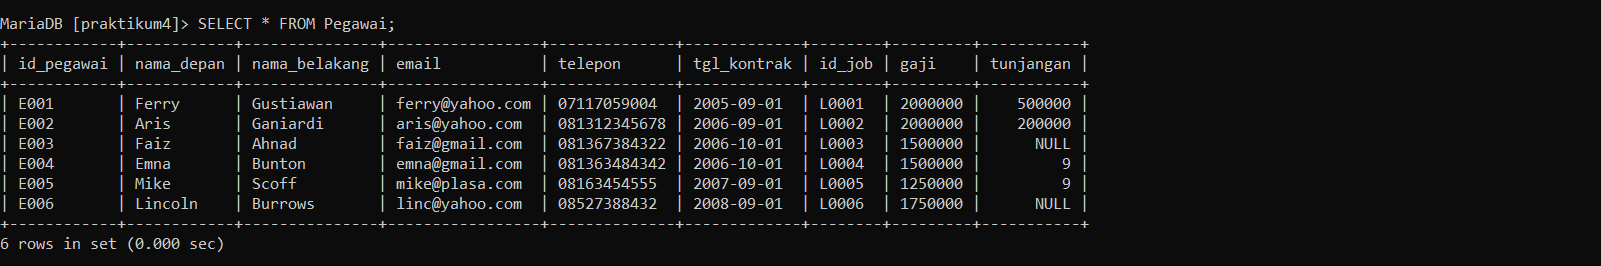 MariaDB [praktikum4]> SELECT * FROM Pegawai;
+------------+------------+---------------+----------------+--------------+-------------+--------+---------+-----------+
| id_pegawai | nama_depan | nama_belakang | email           | telepon      | tgl_kontrak | id_job | gaji    | tunjangan |
+------------+------------+---------------+-----------------+--------------+-------------+--------+---------+-----------+
| E001       | Ferry      | Gustiawan     | ferry@yahoo.com | 07117059004  | 2005-09-01  | L0001  | 2000000 |    500000 |
| E002       | Aris       | Ganiardi      | aris@yahoo.com  | 081312345678 | 2006-09-01  | L0002  | 2000000 |    200000 |
| E003       | Faiz       | Ahnad         | faiz@gmail.com  | 081367384322 | 2006-10-01  | L0003  | 1500000 |      NULL |
| E004       | Emna       | Bunton        | emna@gmail.com  | 081363484342 | 2006-10-01  | L0004  | 1500000 |         9 |
| E005       | Mike       | Scoff         | mike@plasa.com  | 08163454555  | 2007-09-01  | L0005  | 1250000 |         9 |
| E006       | Lincoln    | Burrows       | linc@yahoo.com  | 08527388432  | 2008-09-01  | L0006  | 1750000 |      NULL |
+------------+------------+---------------+-----------------+--------------+-------------+--------+---------+-----------+
6 rows in set (0.000 sec)